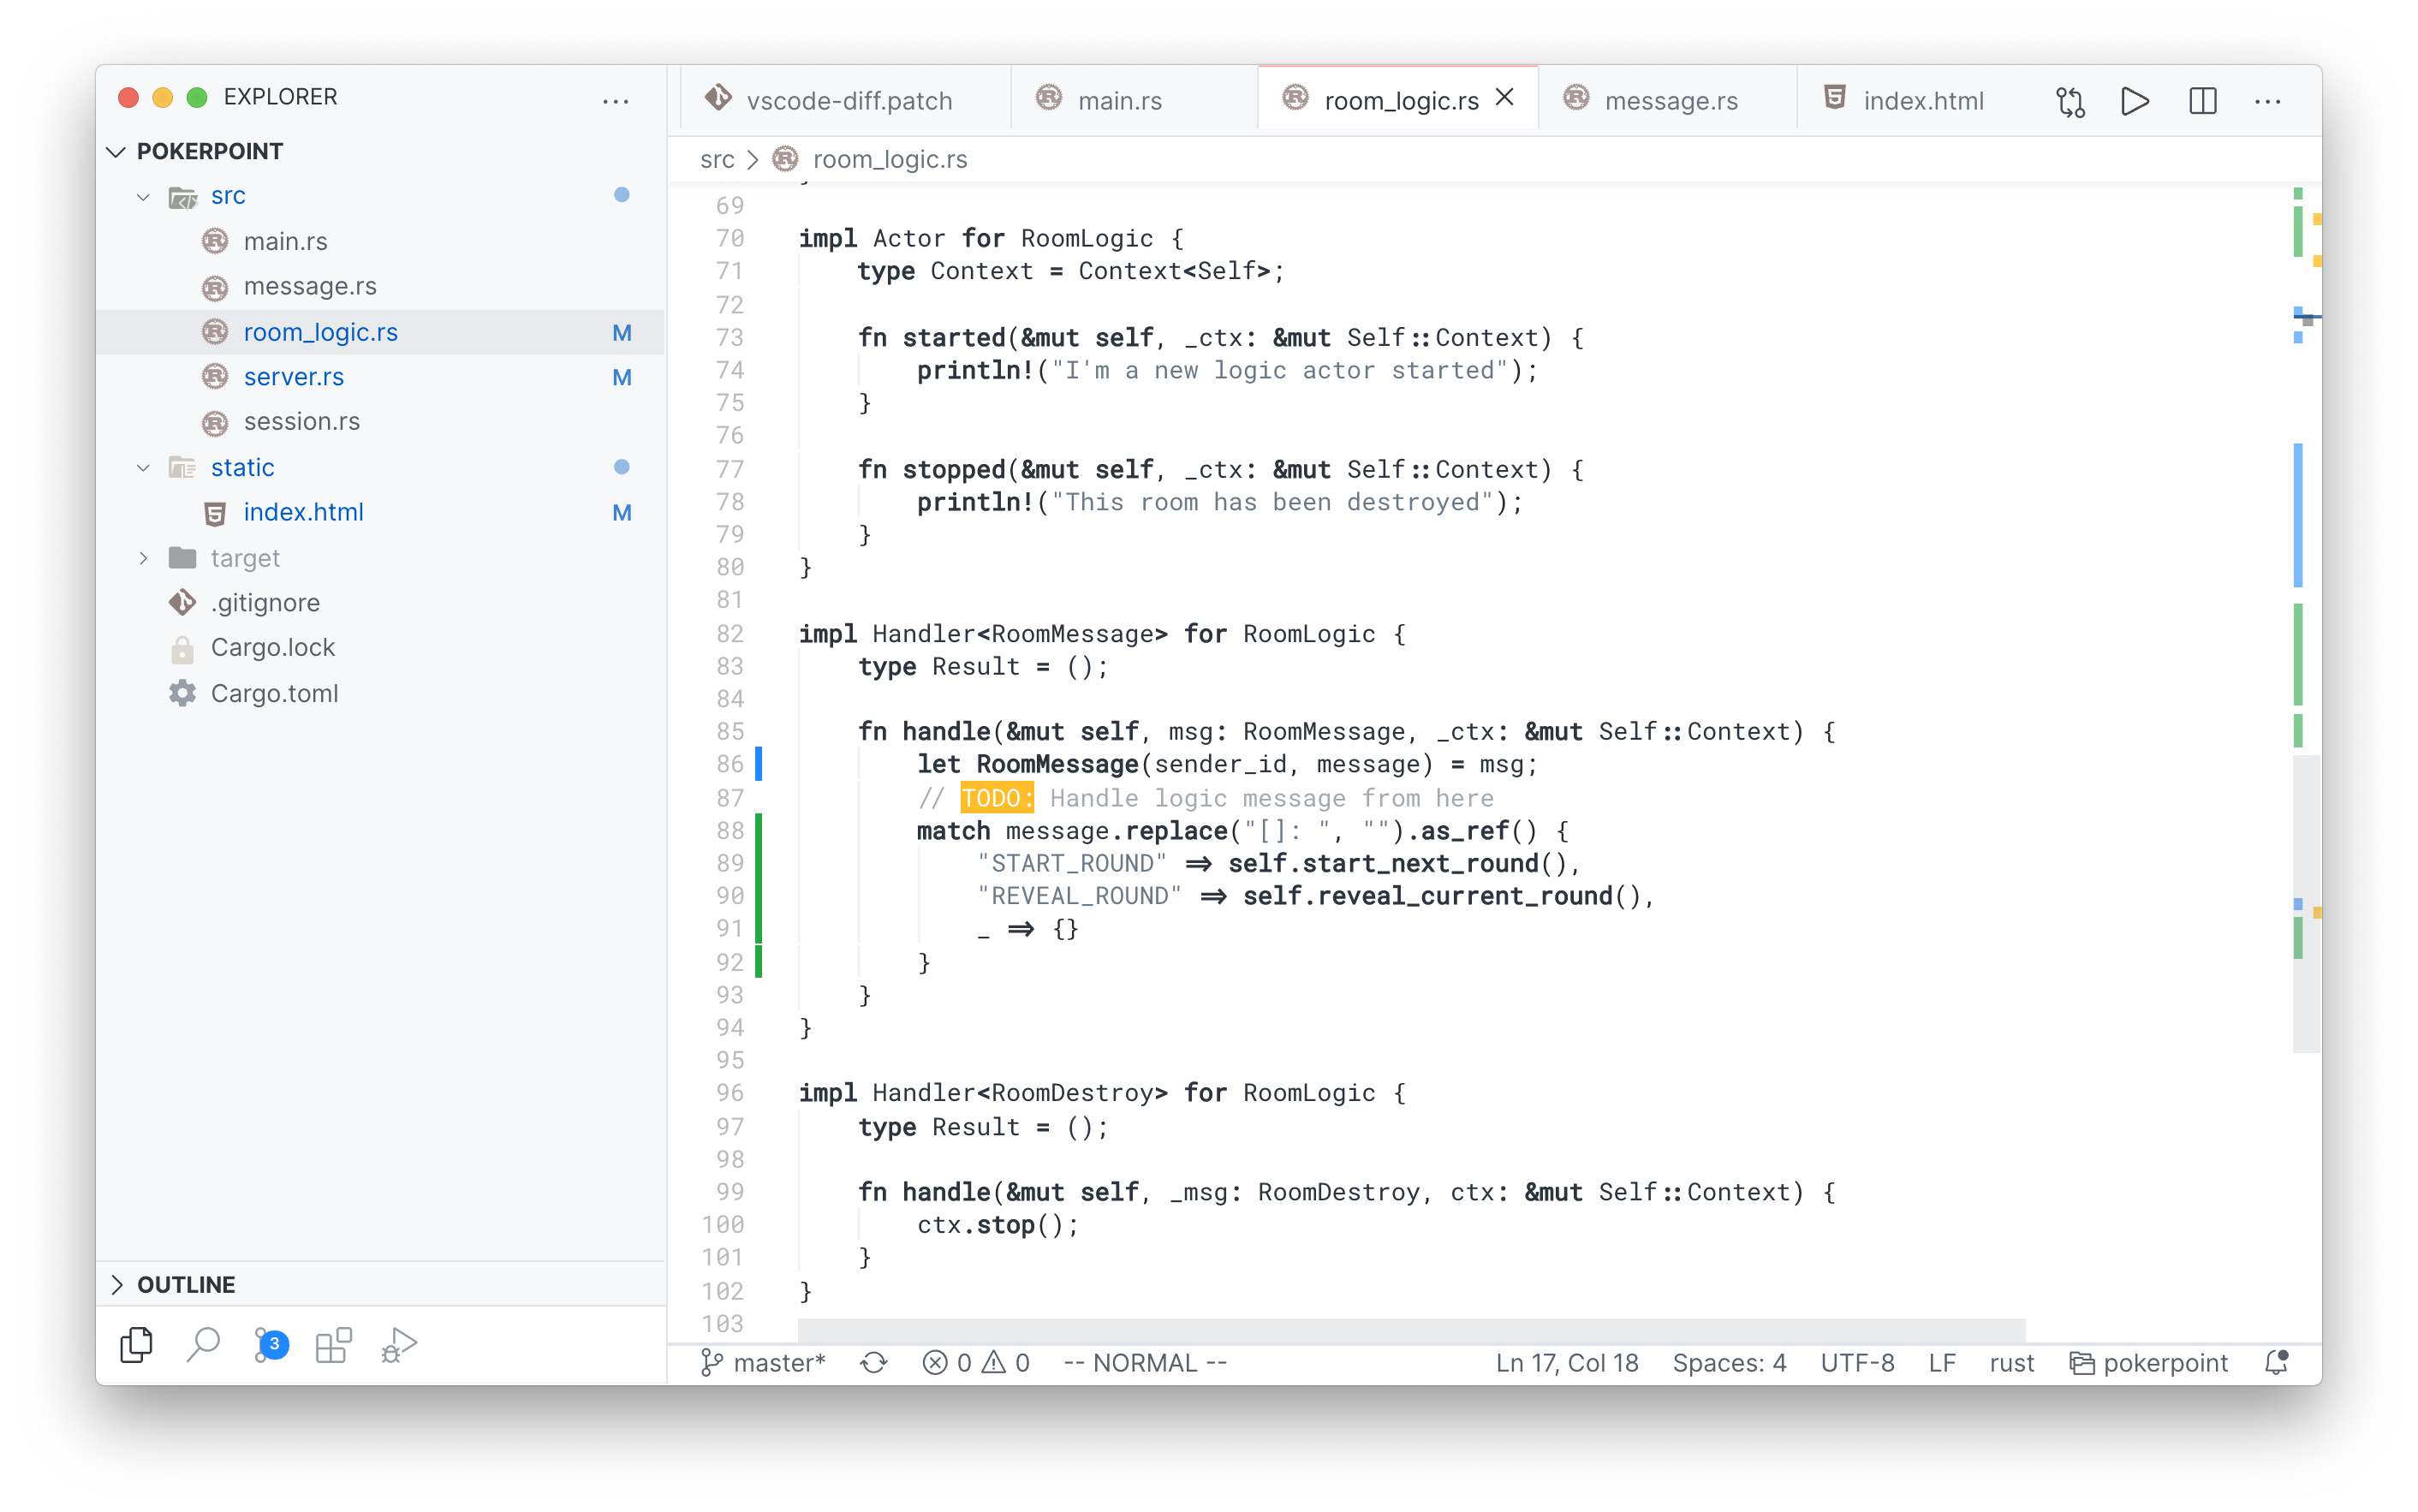 EXPLORER
POKERPOINT
src
main.rs
message.rs
room_logic.rs M
server.rs M
session.rs
static
index.html M
target
.gitignore
Cargo.lock
Cargo.toml
OUTLINE
3
vscode-diff.patch main.rs room_logic.rs message.rs index.html
src > room_logic.rs
69
70 impl Actor for RoomLogic {
71     type Context = Context<Self>;
72
73     fn started(&mut self, _ctx: &mut Self::Context) {
74         println!("I'm a new logic actor started");
75     }
76
77     fn stopped(&mut self, _ctx: &mut Self::Context) {
78         println!("This room has been destroyed");
79     }
80 }
81
82 impl Handler<RoomMessage> for RoomLogic {
83     type Result = ();
84
85     fn handle(&mut self, msg: RoomMessage, _ctx: &mut Self::Context) {
86         let RoomMessage(sender_id, message) = msg;
87         // TODO: Handle logic message from here
88         match message.replace("[]: ", "").as_ref() {
89             "START_ROUND" => self.start_next_round(),
90             "REVEAL_ROUND" => self.reveal_current_round(),
91             _ => {}
92         }
93     }
94 }
95
96 impl Handler<RoomDestroy> for RoomLogic {
97     type Result = ();
98
99     fn handle(&mut self, _msg: RoomDestroy, ctx: &mut Self::Context) {
100         ctx.stop();
101     }
102 }
103
master* 0 0 -- NORMAL -- Ln 17, Col 18 Spaces: 4 UTF-8 LF rust pokerpoint